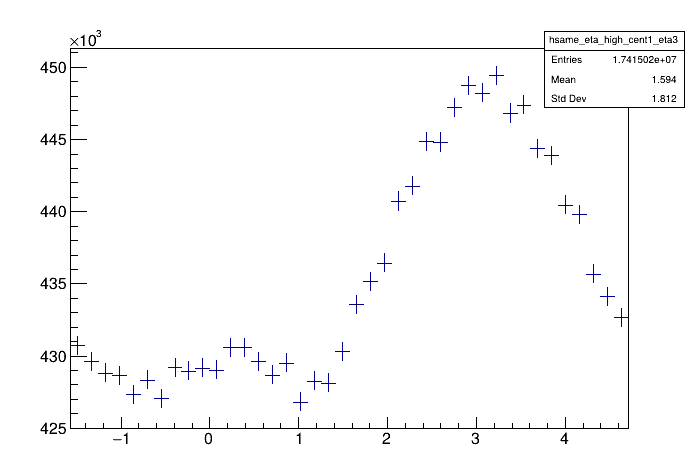 ×10³
hsame_eta_high_cent1_eta3
Entries 1.741502e+07
Mean 1.594
Std Dev 1.812
450
445
440
435
430
425
−1 0 1 2 3 4